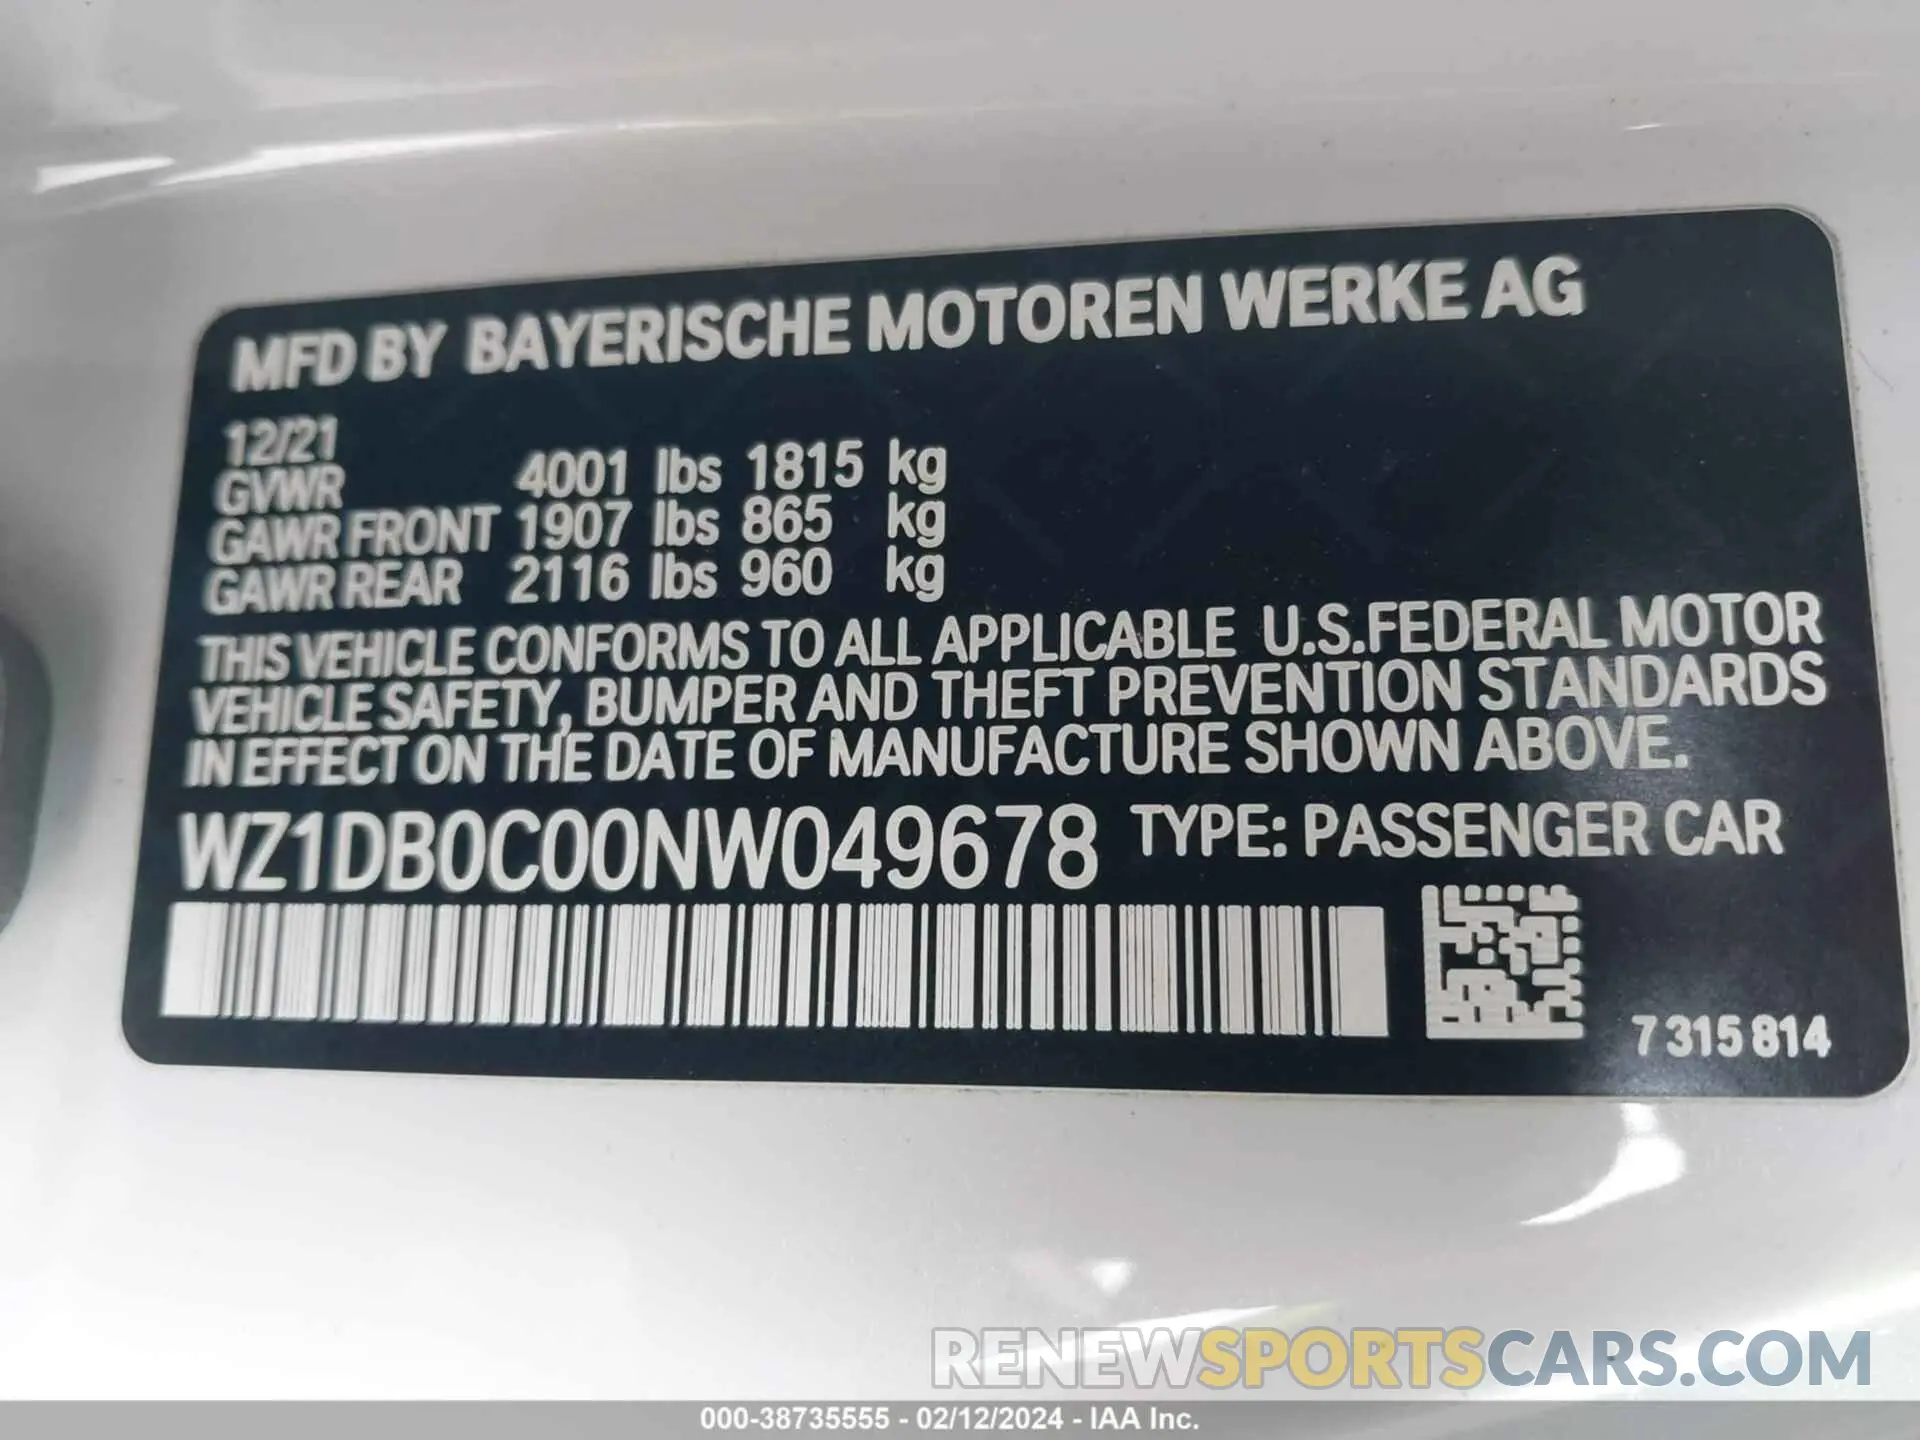 MFD BY BAYERISCHE MOTOREN WERKE AG
12/21
GVWR 4001 lbs 1815 kg
GAWR FRONT 1907 lbs 865 kg
GAWR REAR 2116 lbs 960 kg
THIS VEHICLE CONFORMS TO ALL APPLICABLE U.S.FEDERAL MOTOR
VEHICLE SAFETY, BUMPER AND THEFT PREVENTION STANDARDS
IN EFFECT ON THE DATE OF MANUFACTURE SHOWN ABOVE.
WZ1DB0C00NW049678 TYPE: PASSENGER CAR
7 315 814
RENEWSPORTSCARS.COM
000-38735555 - 02/12/2024 - IAA Inc.